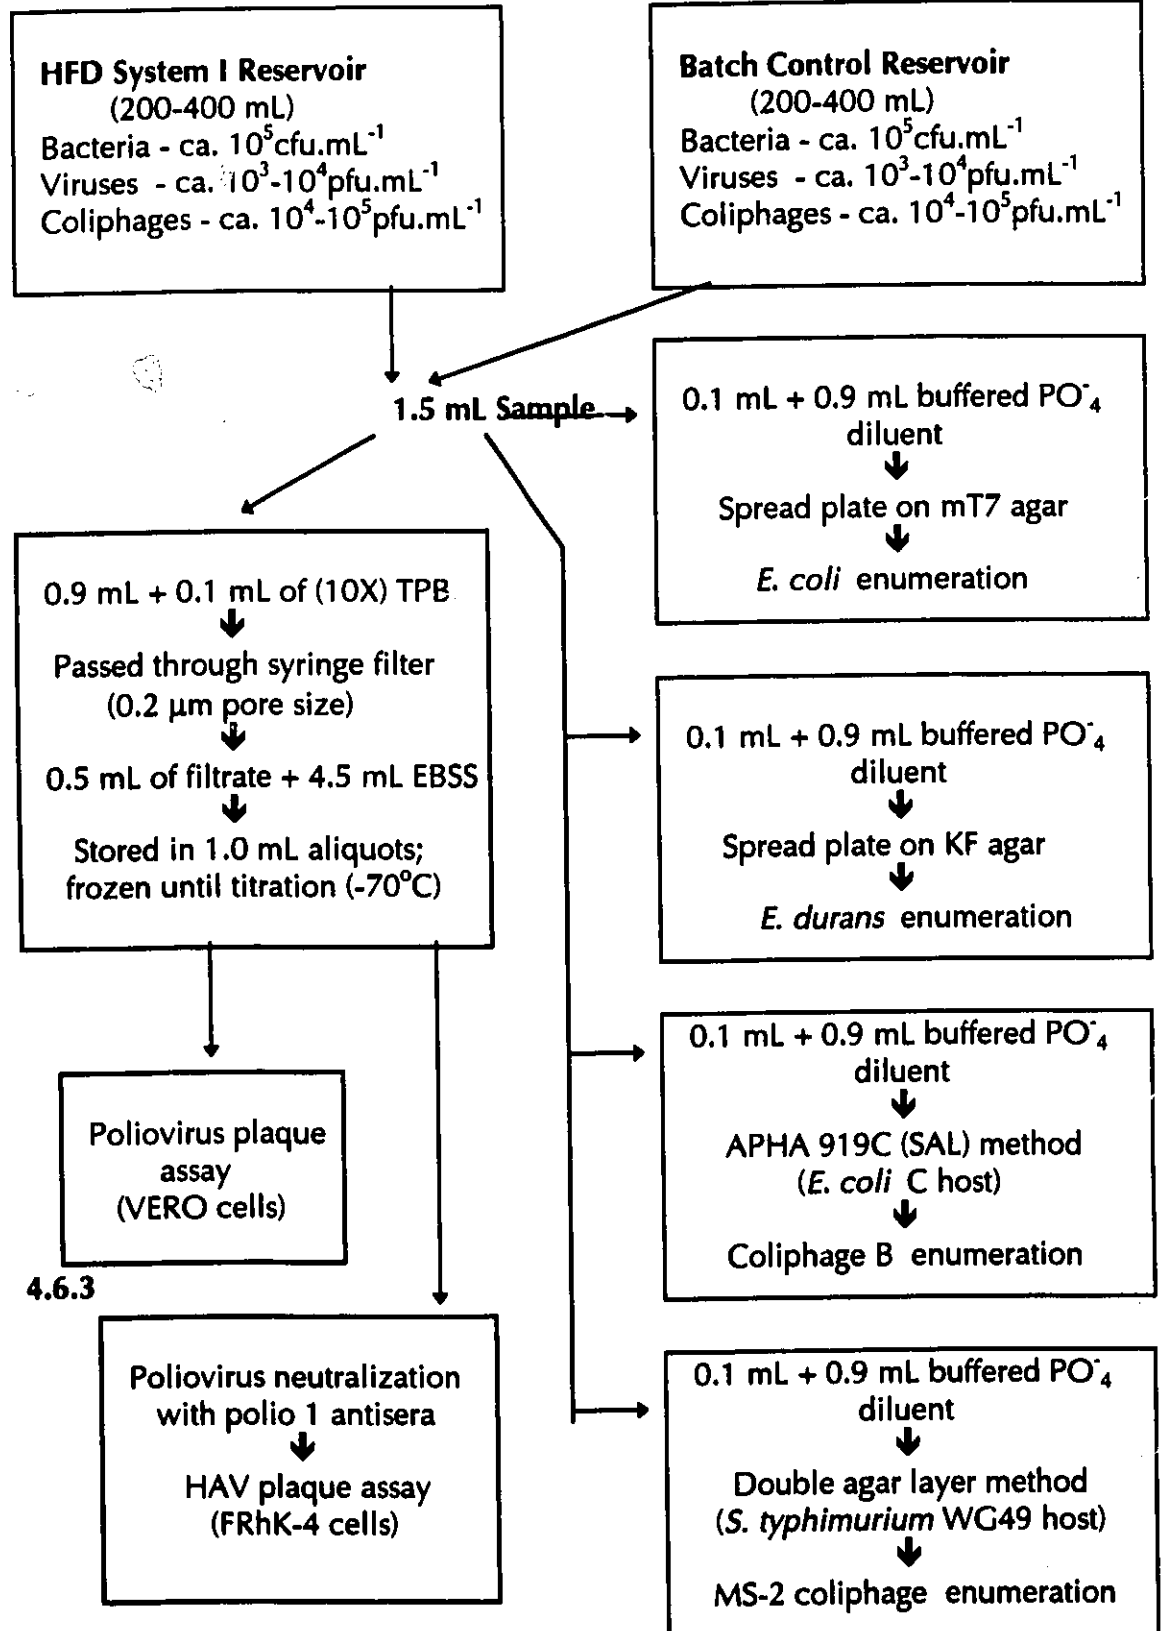 HFD System I Reservoir
(200-400 mL)
Bacteria - ca. 10⁵cfu.mL⁻¹
Viruses - ca. 10³-10⁴pfu.mL⁻¹
Coliphages - ca. 10⁴-10⁵pfu.mL⁻¹
Batch Control Reservoir
(200-400 mL)
Bacteria - ca. 10⁵cfu.mL⁻¹
Viruses - ca. 10³-10⁴pfu.mL⁻¹
Coliphages - ca. 10⁴-10⁵pfu.mL⁻¹
1.5 mL Sample
0.9 mL + 0.1 mL of (10X) TPB
Passed through syringe filter
(0.2 µm pore size)
0.5 mL of filtrate + 4.5 mL EBSS
Stored in 1.0 mL aliquots;
frozen until titration (-70°C)
Poliovirus plaque
assay
(VERO cells)
4.6.3
Poliovirus neutralization
with polio 1 antisera
HAV plaque assay
(FRhK-4 cells)
0.1 mL + 0.9 mL buffered PO⁻₄
diluent
Spread plate on mT7 agar
E. coli enumeration
0.1 mL + 0.9 mL buffered PO⁻₄
diluent
Spread plate on KF agar
E. durans enumeration
0.1 mL + 0.9 mL buffered PO⁻₄
diluent
APHA 919C (SAL) method
(E. coli C host)
Coliphage B enumeration
0.1 mL + 0.9 mL buffered PO⁻₄
diluent
Double agar layer method
(S. typhimurium WG49 host)
MS-2 coliphage enumeration